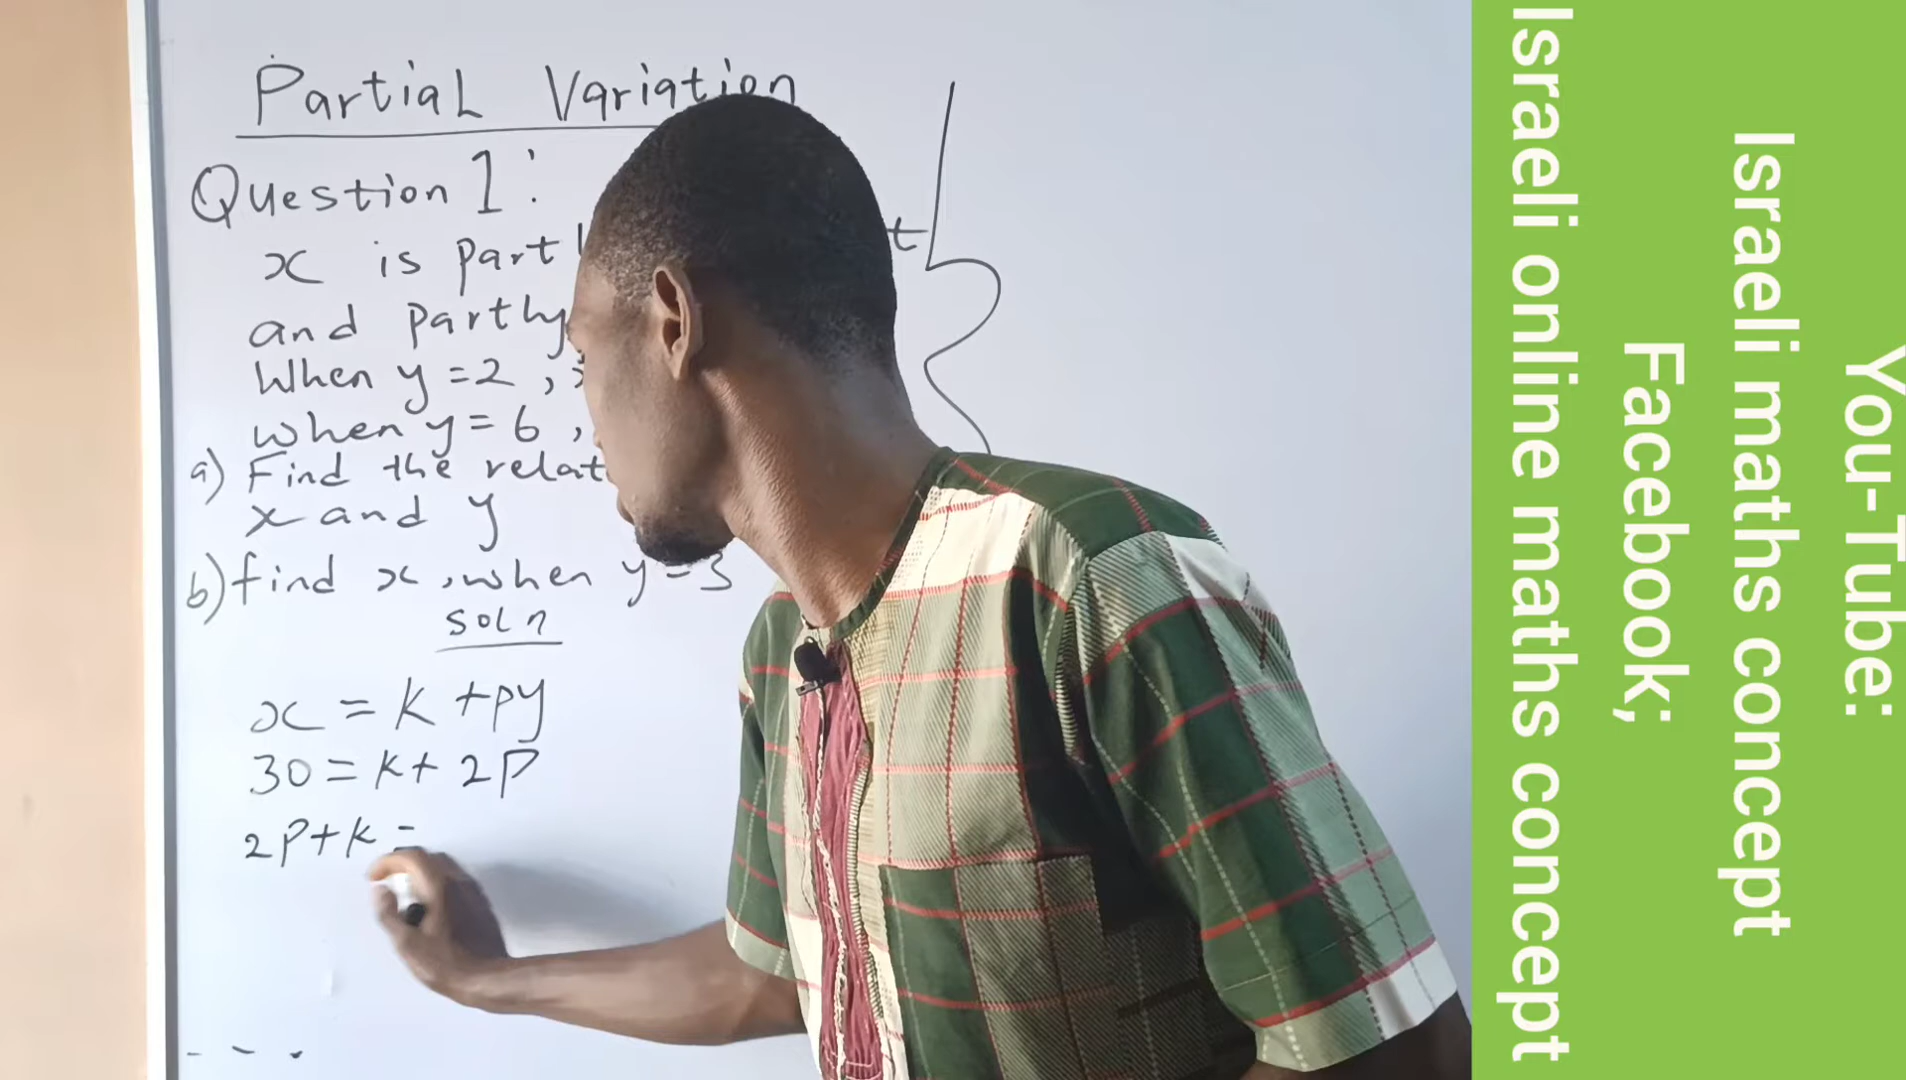 Partial Variation
Question 1:
x is partl
and partly
When y = 2 ,
when y = 6 ,
a) Find the relat
x and y
b) find x , when y = 3
soln
x = k + py
30 = k + 2p
2p + k =
You-Tube:
Israeli maths concept
Facebook;
Israeli online maths concept